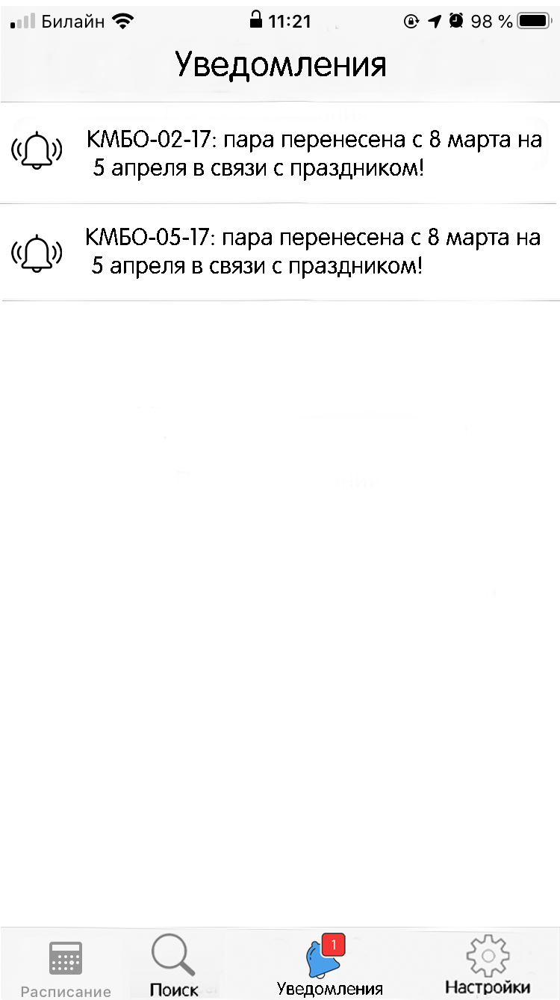 Билайн 11:21 98 %
Уведомления
КМБО-02-17: пара перенесена с 8 марта на
5 апреля в связи с праздником!
КМБО-05-17: пара перенесена с 8 марта на
5 апреля в связи с праздником!
1
Расписание Поиск Уведомления Настройки